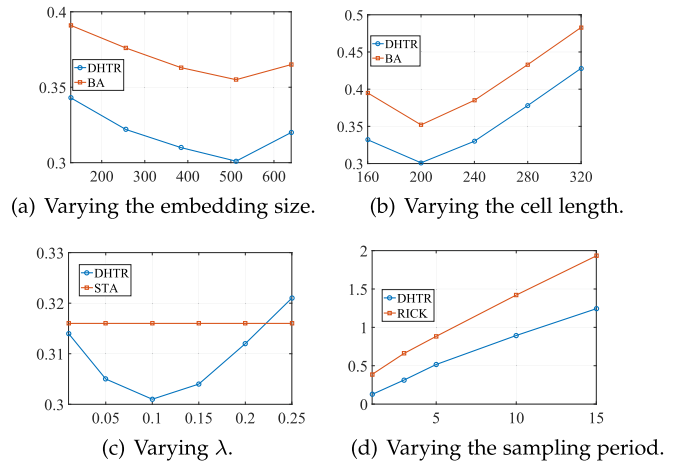 0.4
0.35
0.3
DHTR
BA
200 300 400 500 600
(a) Varying the embedding size.
0.5
0.45
0.4
0.35
0.3
DHTR
BA
160 200 240 280 320
(b) Varying the cell length.
0.33
0.32
0.31
0.3
DHTR
STA
0.05 0.1 0.15 0.2 0.25
(c) Varying λ.
2
1.5
1
0.5
0
DHTR
RICK
5 10 15
(d) Varying the sampling period.